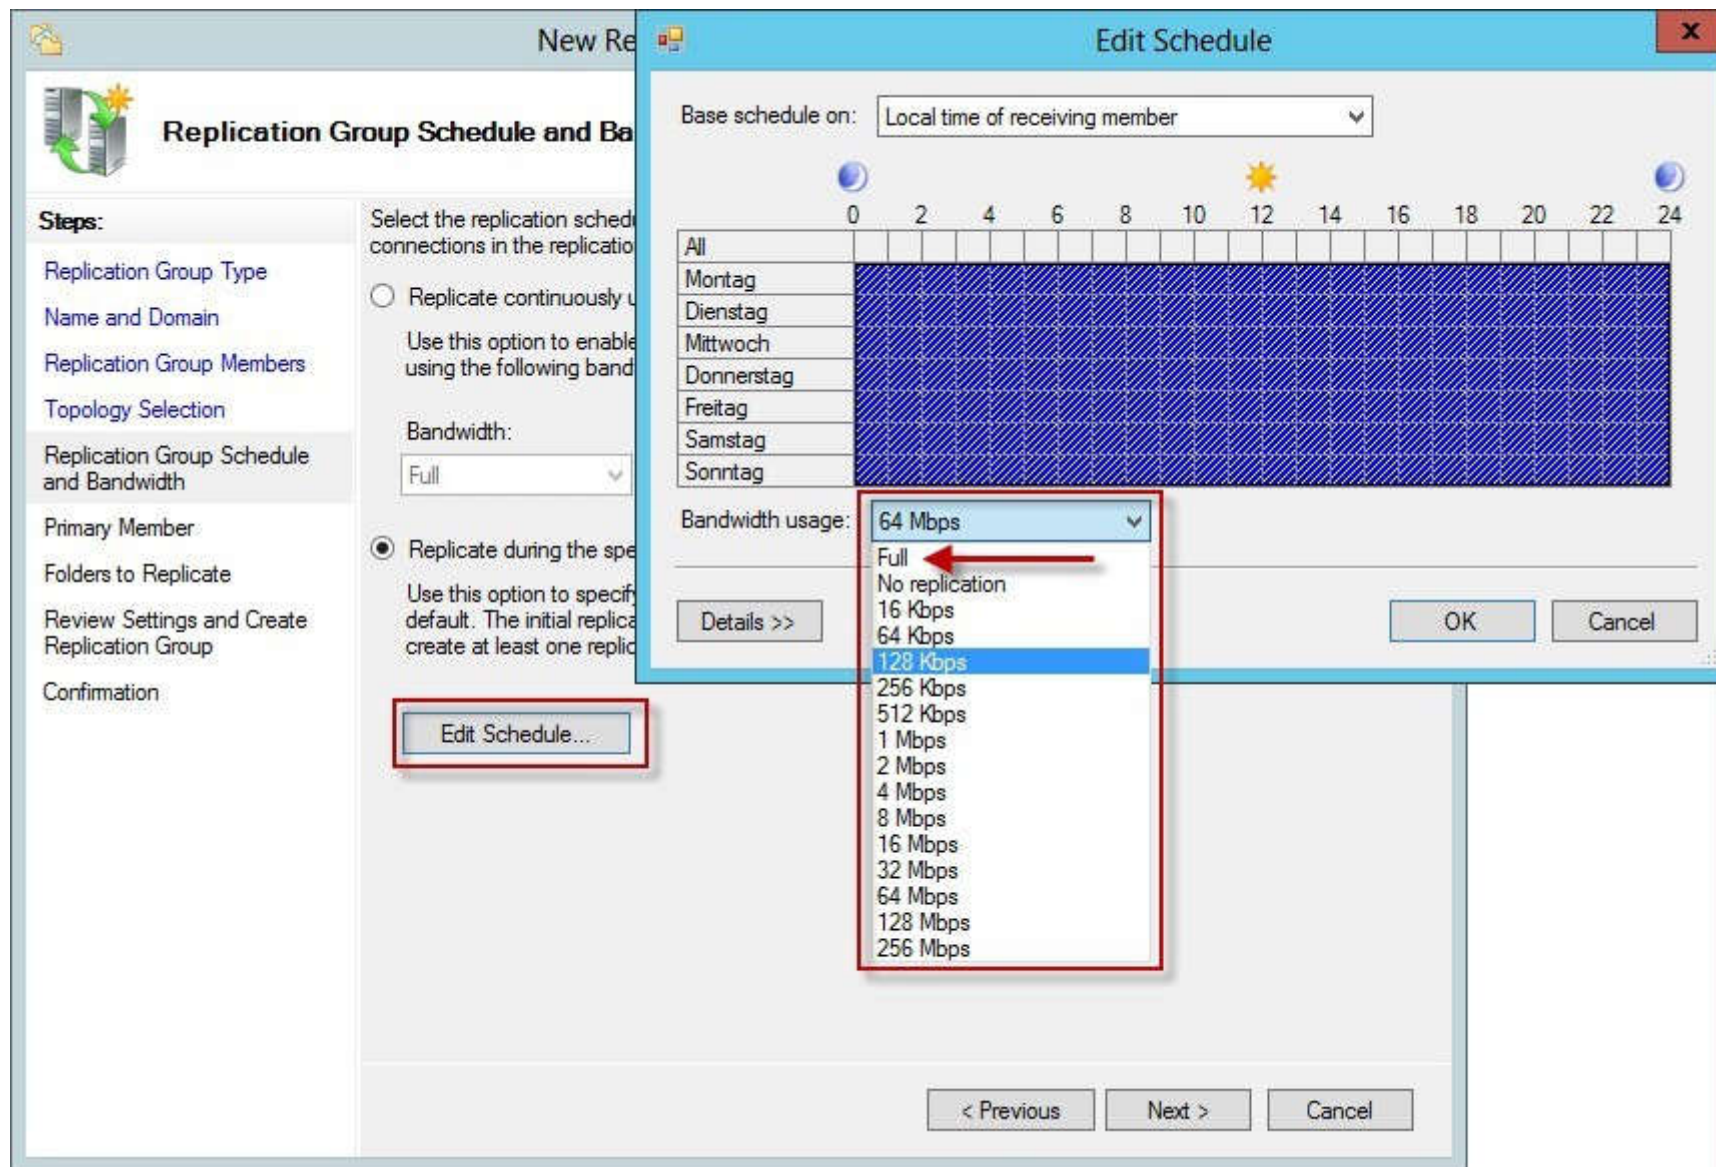 New Re
Replication Group Schedule and Ba
Steps:
Replication Group Type
Name and Domain
Replication Group Members
Topology Selection
Replication Group Schedule
and Bandwidth
Primary Member
Folders to Replicate
Review Settings and Create
Replication Group
Confirmation
Select the replication schedu
connections in the replicatio
Replicate continuously u
Use this option to enable
using the following band
Bandwidth:
Full
Replicate during the spe
Use this option to specify
default. The initial replica
create at least one replic
Edit Schedule...
< Previous
Next >
Cancel
Edit Schedule
x
Base schedule on:
Local time of receiving member
0 2 4 6 8 10 12 14 16 18 20 22 24
All
Montag
Dienstag
Mittwoch
Donnerstag
Freitag
Samstag
Sonntag
Bandwidth usage:
64 Mbps
Full
No replication
16 Kbps
64 Kbps
128 Kbps
256 Kbps
512 Kbps
1 Mbps
2 Mbps
4 Mbps
8 Mbps
16 Mbps
32 Mbps
64 Mbps
128 Mbps
256 Mbps
Details >>
OK
Cancel